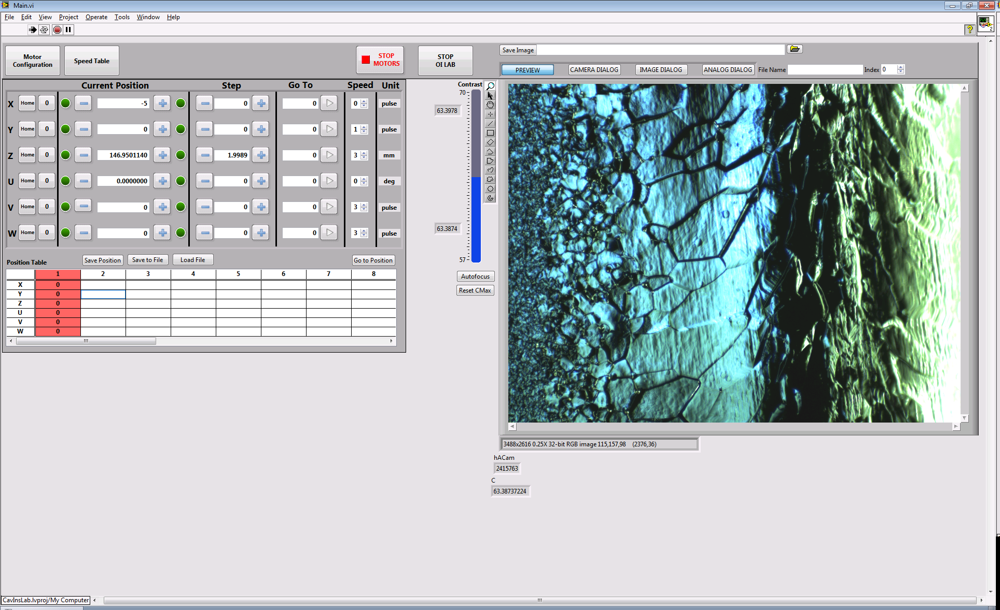 Main.vi
File Edit View Project Operate Tools Window Help
?
2
Motor Configuration
Speed Table
STOP MOTORS
STOP OI LAB
Save Image
PREVIEW CAMERA DIALOG IMAGE DIALOG ANALOG DIALOG File Name Index 0
Current Position Step Go To Speed Unit
X Home 0 -5 0 0 0 pulse
Y Home 0 0 0 0 1 pulse
Z Home 0 146.9501140 1.9989 0 3 mm
U Home 0 0.0000000 0 0 0 deg
V Home 0 0 0 0 3 pulse
W Home 0 0 0 0 3 pulse
Contrast
70
63.3978
63.3874
57
Autofocus
Reset CMax
Position Table Save Position Save to File Load File Go to Position
1 2 3 4 5 6 7 8
X 0
Y 0
Z 0
U 0
V 0
W 0
3488x2616 0.25X 32-bit RGB image 115,157,98 (2376,36)
hACam
2415763
C
63.38737224
CavInsLab.lvproj/My Computer